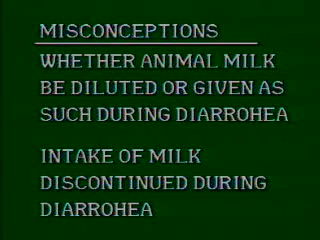 MISCONCEPTIONS
WHETHER ANIMAL MILK
BE DILUTED OR GIVEN AS
SUCH DURING DIARROHEA
INTAKE OF MILK
DISCONTINUED DURING
DIARROHEA